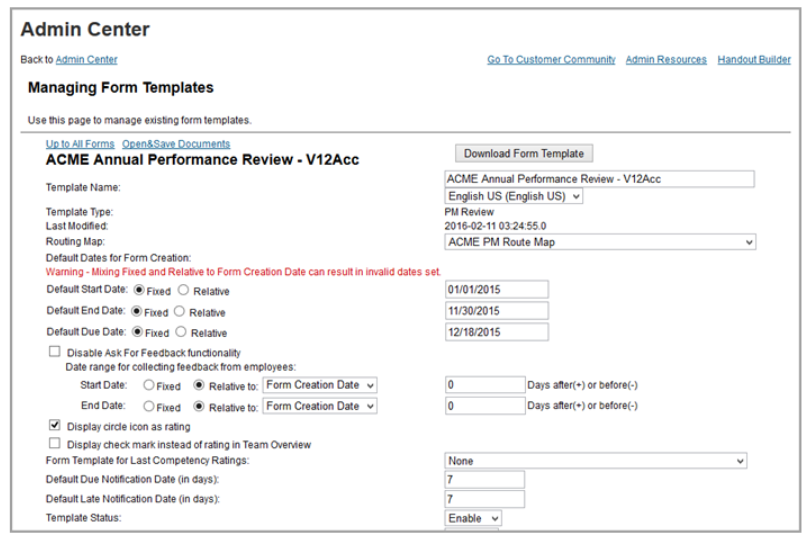 Admin Center
Back to Admin Center Go To Customer Community Admin Resources Handout Builder
Managing Form Templates
Use this page to manage existing form templates.
Up to All Forms Open&Save Documents
ACME Annual Performance Review - V12Acc Download Form Template
Template Name: ACME Annual Performance Review - V12Acc
English US (English US)
Template Type: PM Review
Last Modified: 2016-02-11 03:24:55.0
Routing Map: ACME PM Route Map
Default Dates for Form Creation:
Warning - Mixing Fixed and Relative to Form Creation Date can result in invalid dates set.
Default Start Date: Fixed Relative 01/01/2015
Default End Date: Fixed Relative 11/30/2015
Default Due Date: Fixed Relative 12/18/2015
Disable Ask For Feedback functionality
Date range for collecting feedback from employees:
Start Date: Fixed Relative to: Form Creation Date 0 Days after(+) or before(-)
End Date: Fixed Relative to: Form Creation Date 0 Days after(+) or before(-)
Display circle icon as rating
Display check mark instead of rating in Team Overview
Form Template for Last Competency Ratings: None
Default Due Notification Date (in days): 7
Default Late Notification Date (in days): 7
Template Status: Enable